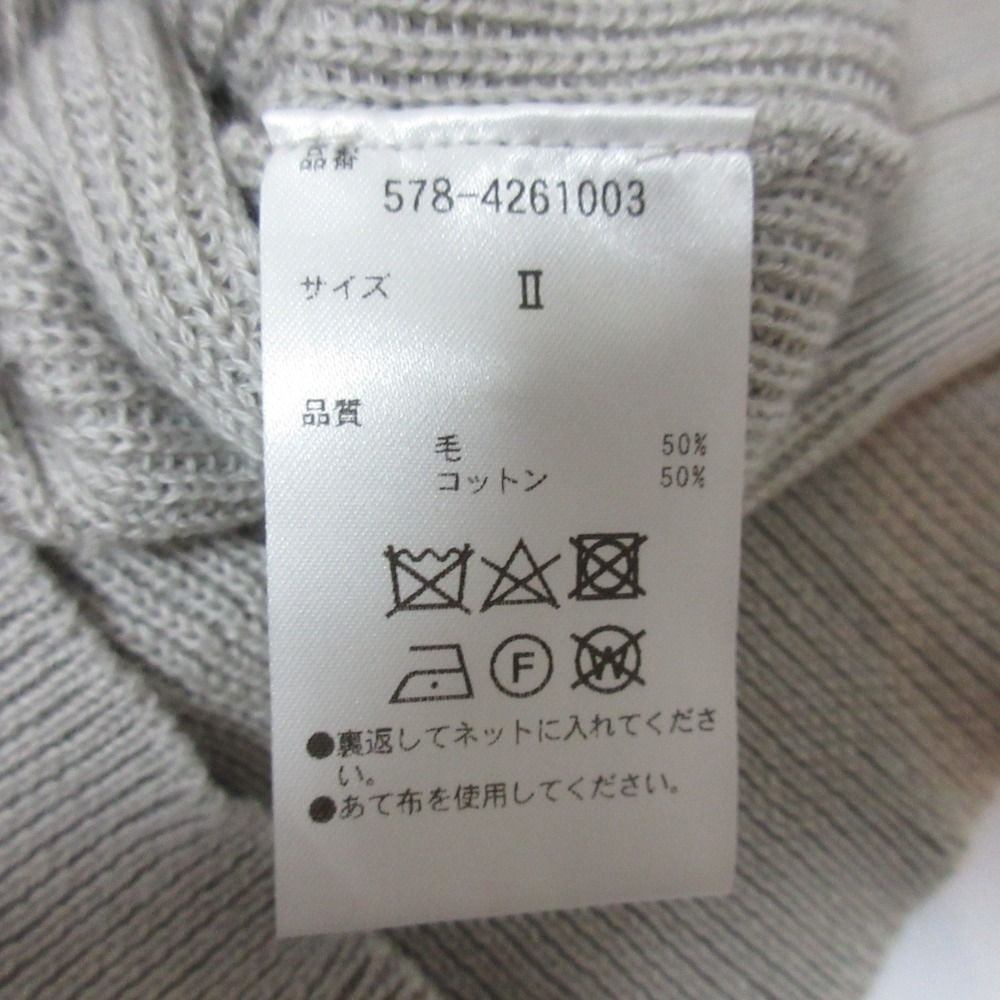 品番
578-4261003
サイズ Ⅱ
品質
毛 50%
コットン 50%
F W
●裏返してネットに入れてくださ
い。
●あて布を使用してください。